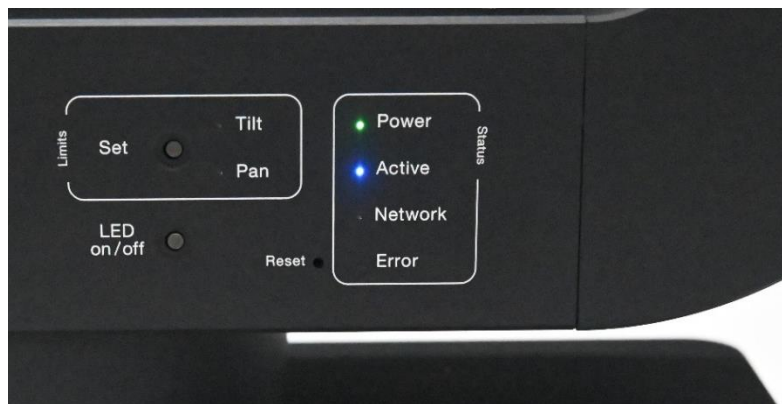 Limits
Set
Tilt
Pan
LED
on/off
Reset
Power
Active
Network
Error
Status